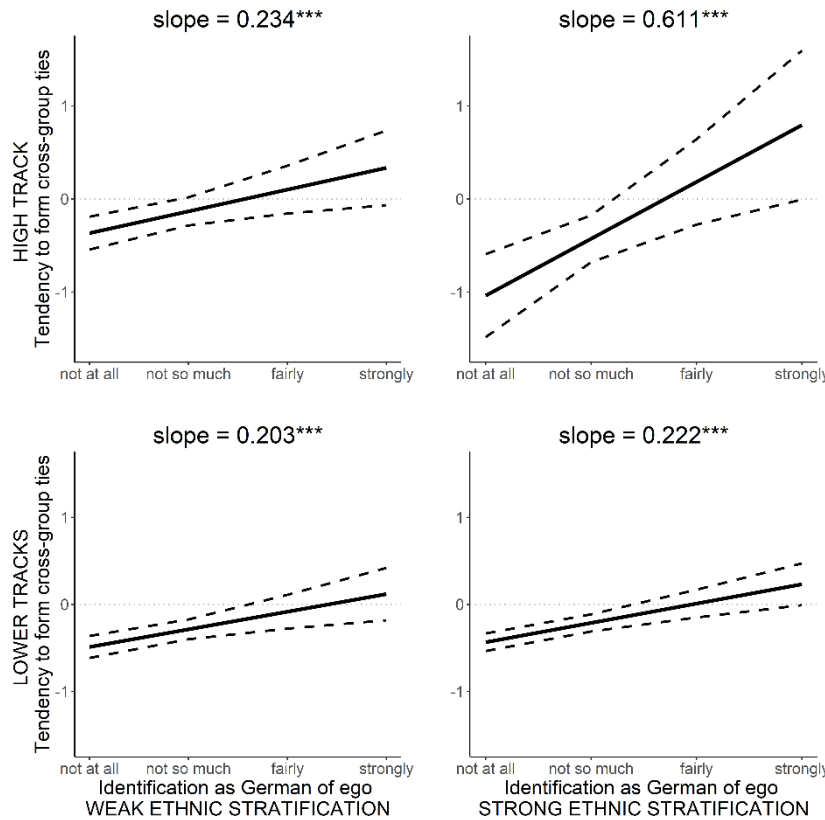 slope = 0.234***
slope = 0.611***
HIGH TRACK
Tendency to form cross-group ties
1
0
-1
not at all
not so much
fairly
strongly
not at all
not so much
fairly
strongly
slope = 0.203***
slope = 0.222***
LOWER TRACKS
Tendency to form cross-group ties
1
0
-1
1
0
-1
1
0
-1
not at all
not so much
fairly
strongly
not at all
not so much
fairly
strongly
Identification as German of ego
WEAK ETHNIC STRATIFICATION
Identification as German of ego
STRONG ETHNIC STRATIFICATION